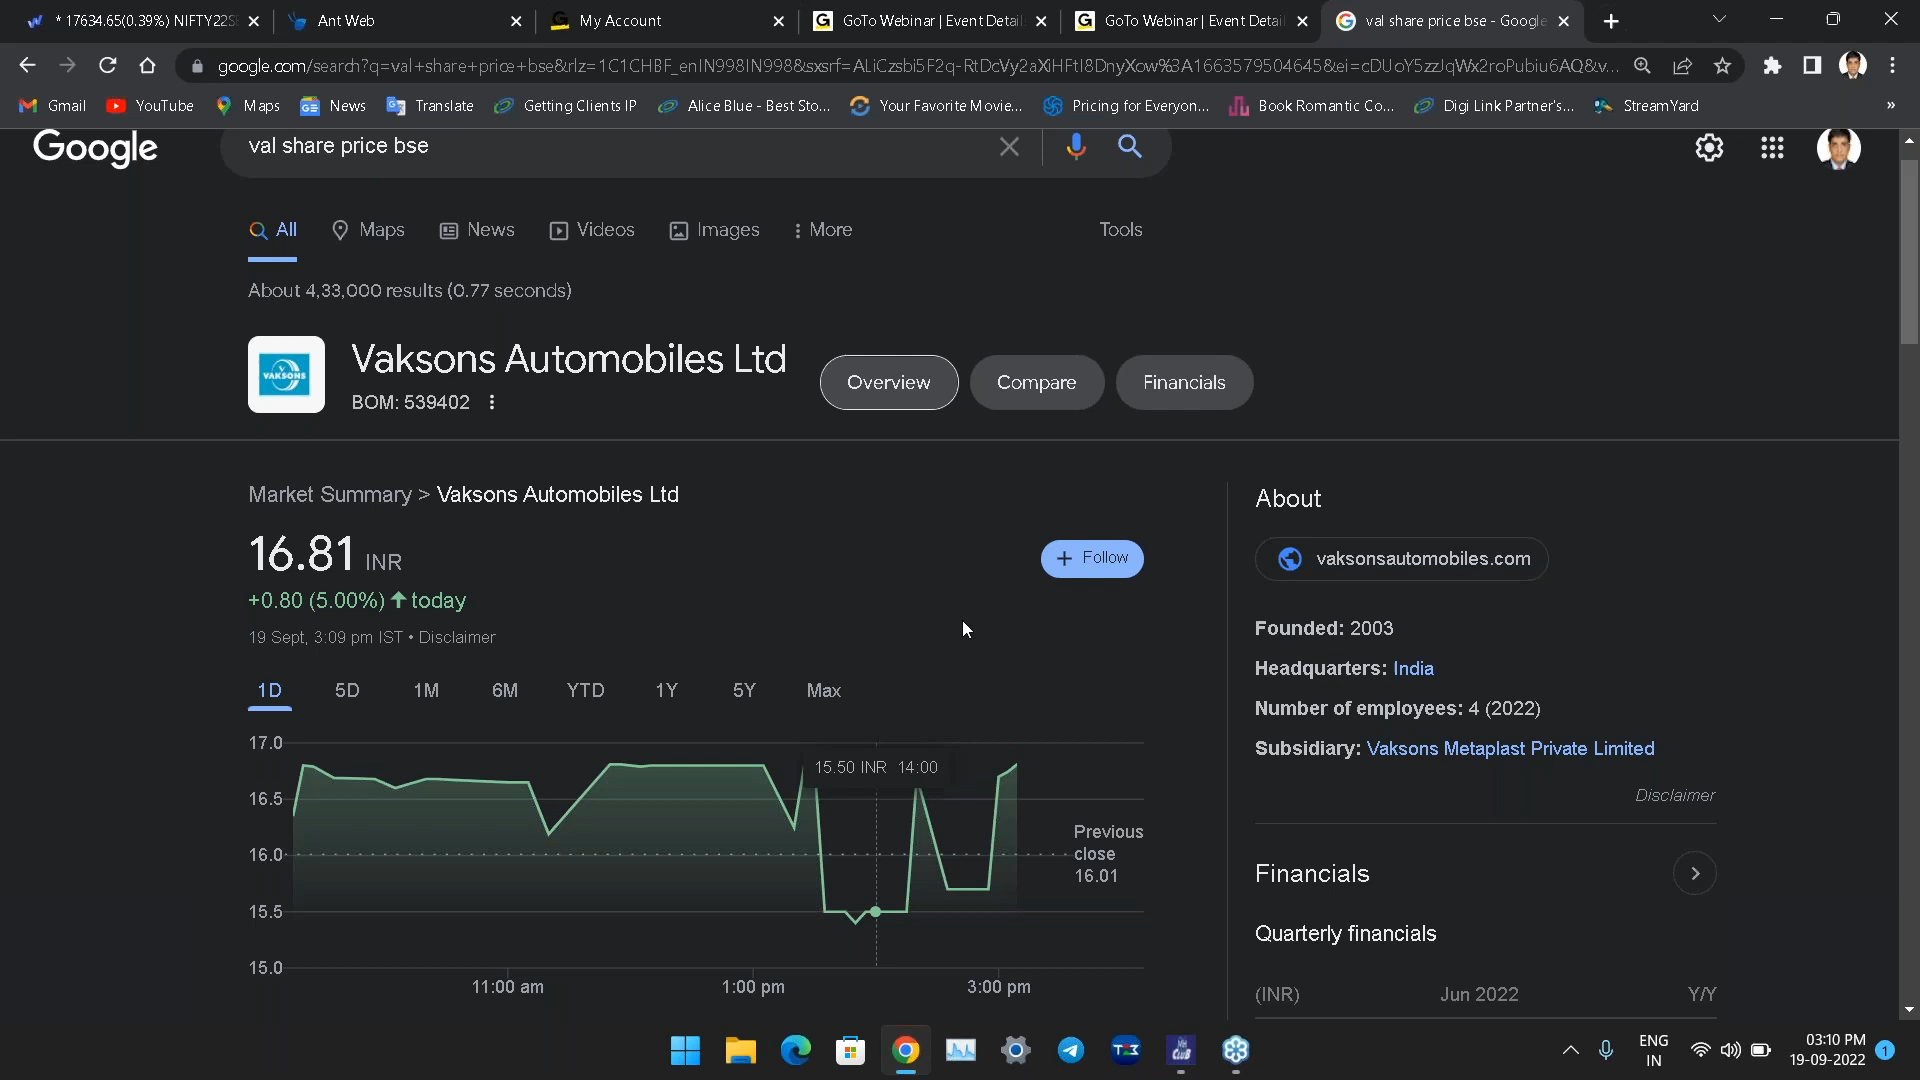 * 17634.65(0.39%) NIFTY22S
Ant Web
My Account
GoTo Webinar | Event Detail
GoTo Webinar | Event Detail
val share price bse - Google
google.com/search?q=val+share+price+bse&rlz=1C1CHBF_enIN998IN998&sxsrf=ALiCzsbi5F2q-RtDcVy2aXiHFtI8DnyXow%3A1663579504645&ei=cDUoY5zzJqWx2roPubiu6AQ&v...
Gmail
YouTube
Maps
News
Translate
Getting Clients IP
Alice Blue - Best Sto...
Your Favorite Movie...
Pricing for Everyon...
Book Romantic Co...
Digi Link Partner's...
StreamYard
»
Google
val share price bse
All
Maps
News
Videos
Images
More
Tools
About 4,33,000 results (0.77 seconds)
VAKSONS
Vaksons Automobiles Ltd
BOM: 539402
Overview
Compare
Financials
Market Summary > Vaksons Automobiles Ltd
16.81 INR
+ Follow
+0.80 (5.00%) ↑ today
19 Sept, 3:09 pm IST • Disclaimer
1D
5D
1M
6M
YTD
1Y
5Y
Max
17.0
15.50 INR 14:00
16.5
16.0
15.5
15.0
Previous
close
16.01
11:00 am
1:00 pm
3:00 pm
About
vaksonsautomobiles.com
Founded: 2003
Headquarters: India
Number of employees: 4 (2022)
Subsidiary: Vaksons Metaplast Private Limited
Disclaimer
Financials
Quarterly financials
(INR)
Jun 2022
Y/Y
MH
CLUB
ENG
IN
03:10 PM
19-09-2022
1